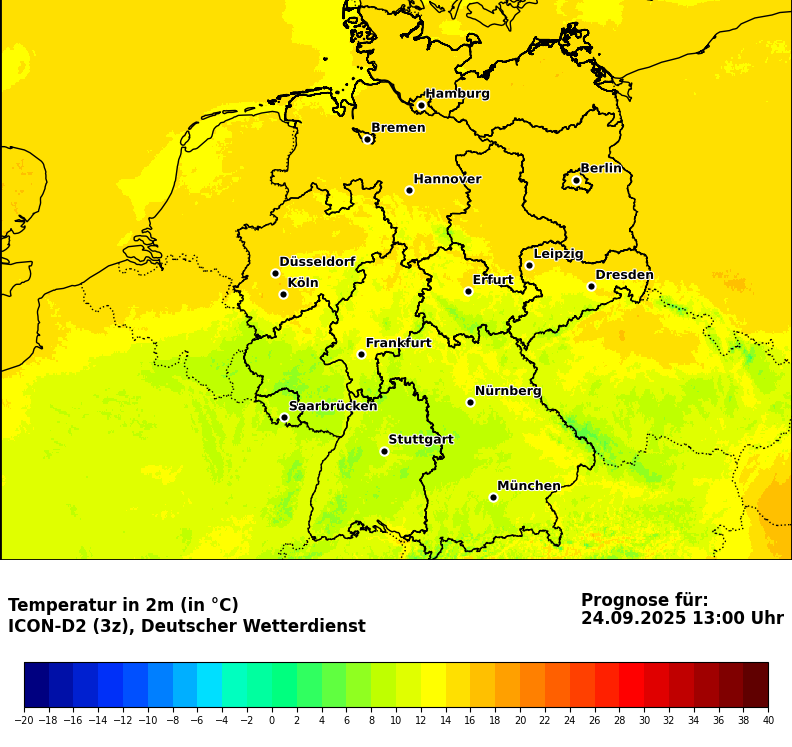 Hamburg
Bremen
Berlin
Hannover
Leipzig
Düsseldorf
Dresden
Köln
Erfurt
Frankfurt
Nürnberg
Saarbrücken
Stuttgart
München
Temperatur in 2m (in °C)
ICON-D2 (3z), Deutscher Wetterdienst
Prognose für:
24.09.2025 13:00 Uhr
−20 −18 −16 −14 −12 −10 −8 −6 −4 −2 0 2 4 6 8 10 12 14 16 18 20 22 24 26 28 30 32 34 36 38 40